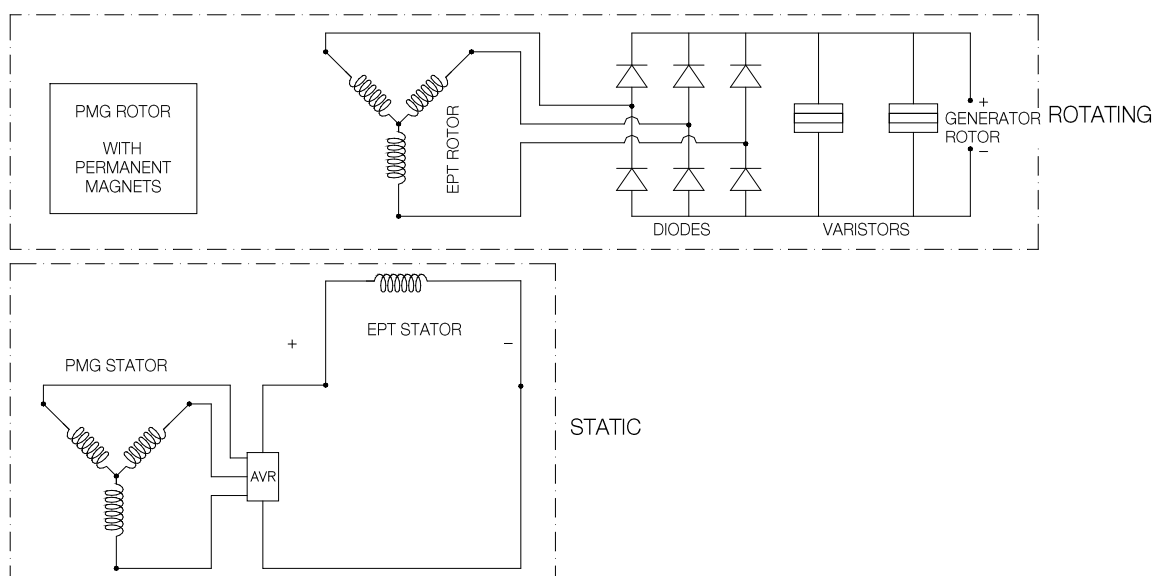 PMG ROTOR
WITH
PERMANENT
MAGNETS
EPT ROTOR
DIODES
VARISTORS
+
GENERATOR
ROTOR
–
ROTATING
EPT STATOR
+
–
PMG STATOR
AVR
STATIC